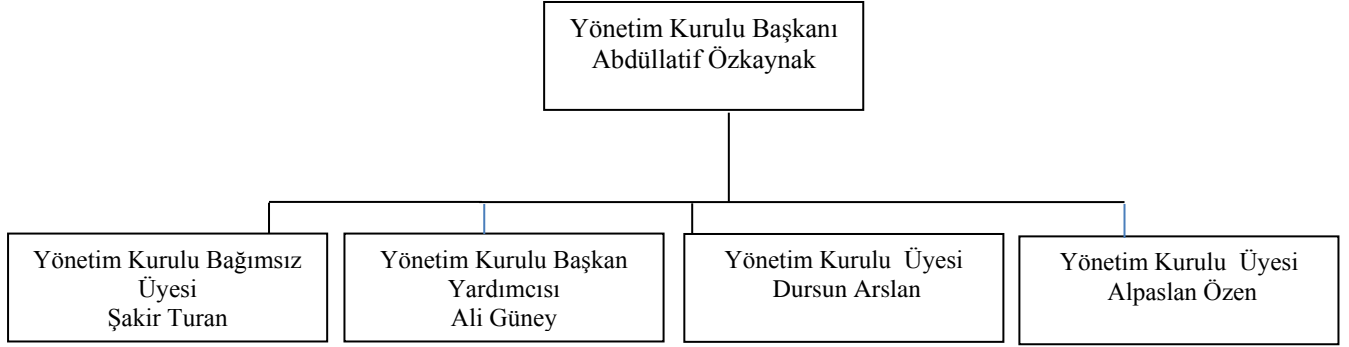 Yönetim Kurulu Başkanı
Abdüllatif Özkaynak
Yönetim Kurulu Bağımsız
Üyesi
Şakir Turan
Yönetim Kurulu Başkan
Yardımcısı
Ali Güney
Yönetim Kurulu  Üyesi
Dursun Arslan
Yönetim Kurulu  Üyesi
Alpaslan Özen